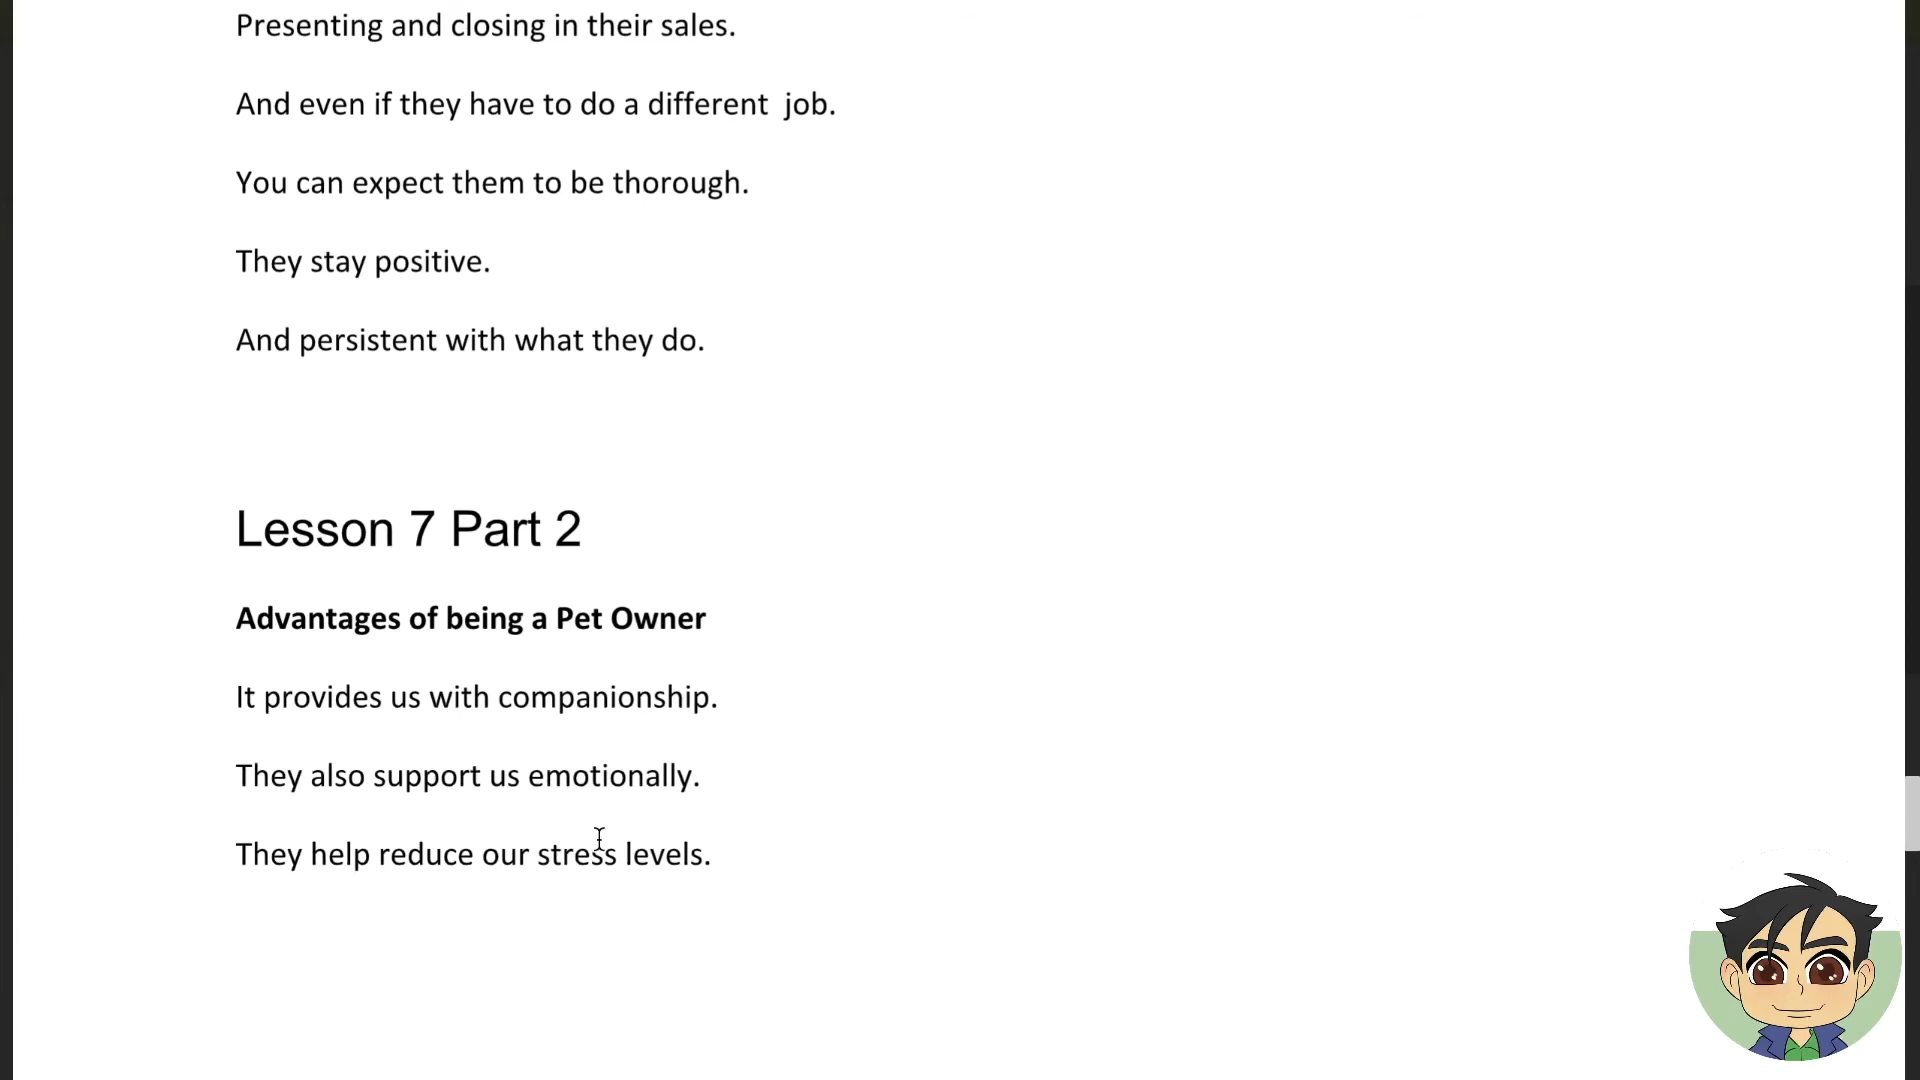 Presenting and closing in their sales.
And even if they have to do a different  job.
You can expect them to be thorough.
They stay positive.
And persistent with what they do.
Lesson 7 Part 2
Advantages of being a Pet Owner
It provides us with companionship.
They also support us emotionally.
They help reduce our stress levels.